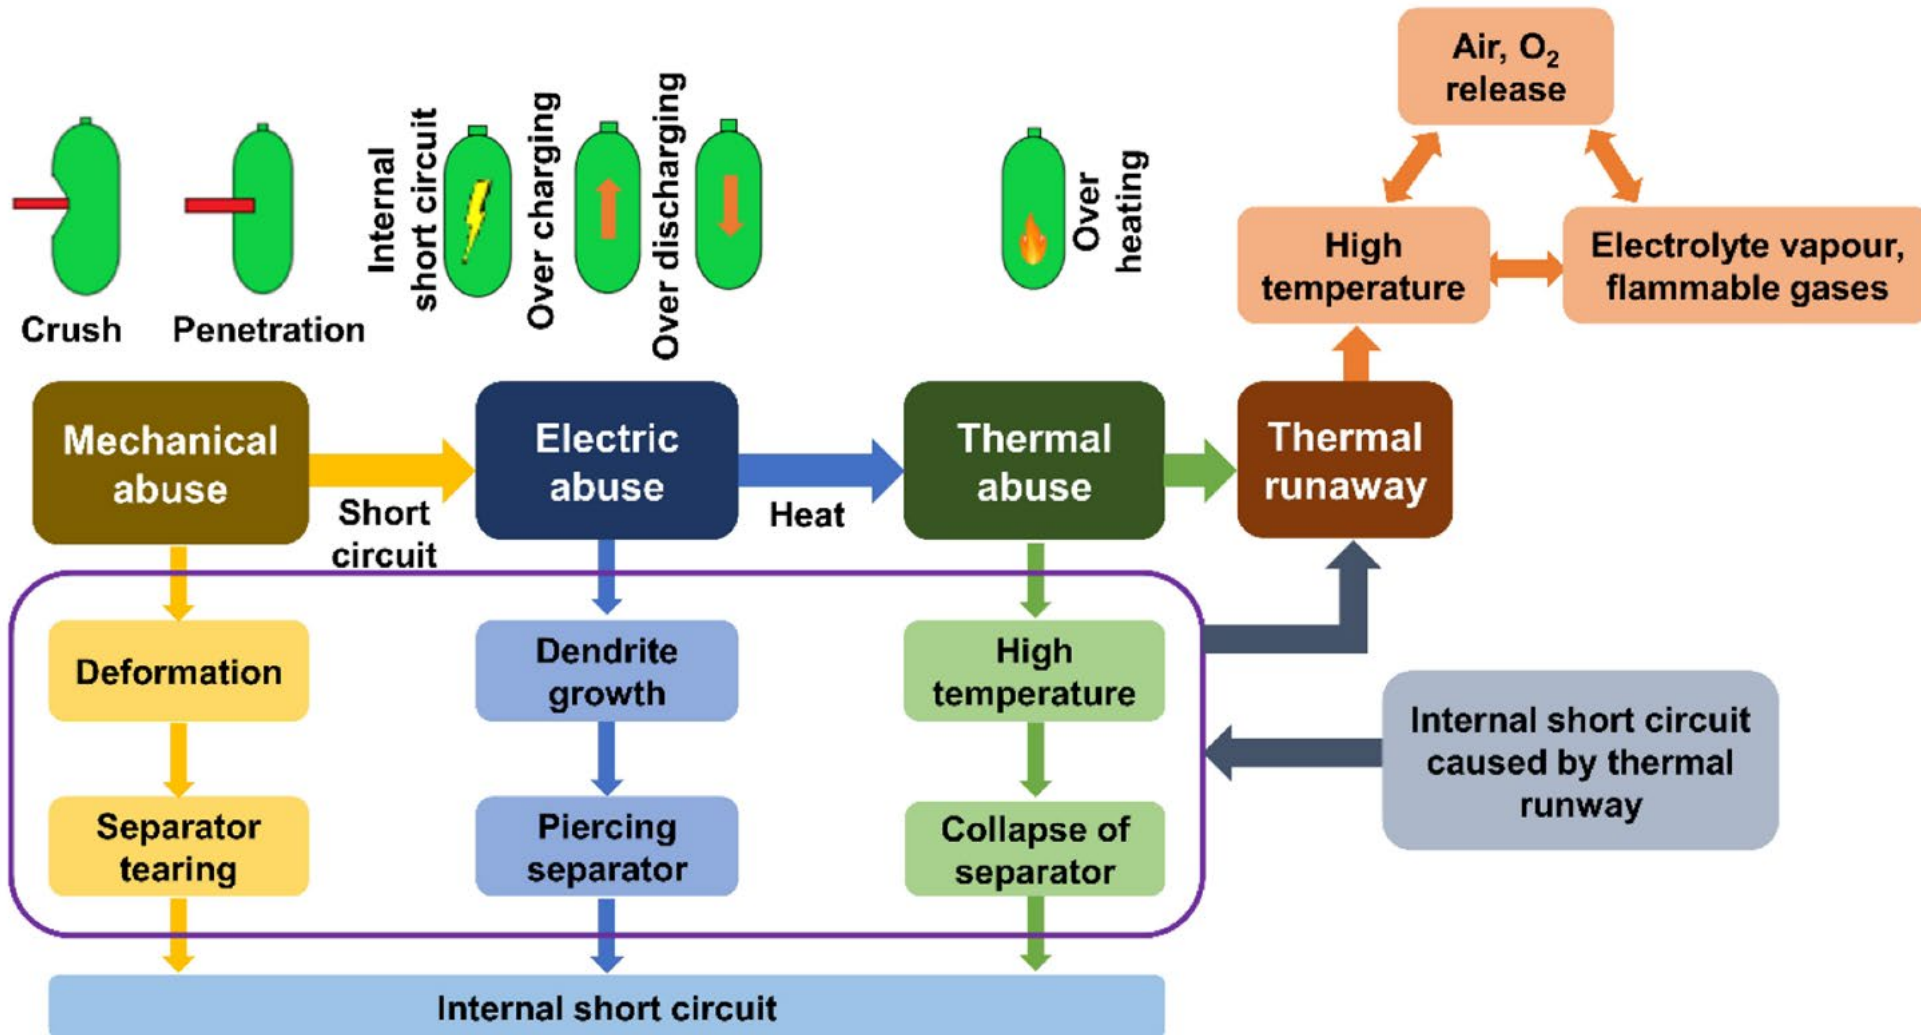 Air, O₂
release
Internal
short circuit
Over charging
Over discharging
Over
heating
High
temperature
Electrolyte vapour,
flammable gases
Crush
Penetration
Mechanical
abuse
Short
circuit
Electric
abuse
Heat
Thermal
abuse
Thermal
runaway
Deformation
Dendrite
growth
High
temperature
Internal short circuit
caused by thermal
runway
Separator
tearing
Piercing
separator
Collapse of
separator
Internal short circuit